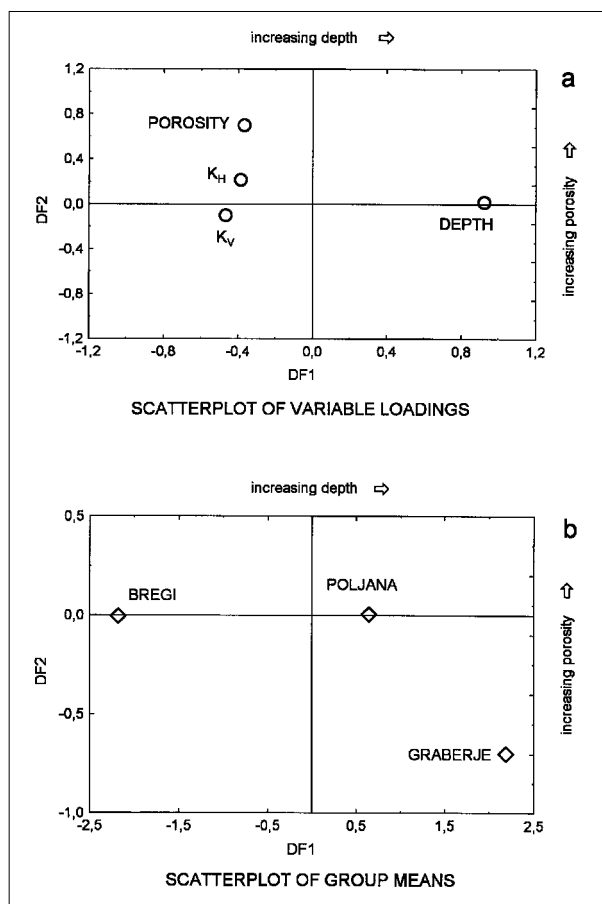 increasing depth ⇨
a
1,2
0,8
0,4
0,0
-0,4
-0,8
-1,2
DF2
POROSITY
KH
KV
DEPTH
increasing porosity ⇨
-1,2 -0,8 -0,4 0,0 0,4 0,8 1,2
DF1
SCATTERPLOT OF VARIABLE LOADINGS
increasing depth ⇨
b
0,5
0,0
-0,5
-1,0
DF2
BREGI
POLJANA
GRABERJE
increasing porosity ⇨
-2,5 -1,5 -0,5 0,5 1,5 2,5
DF1
SCATTERPLOT OF GROUP MEANS